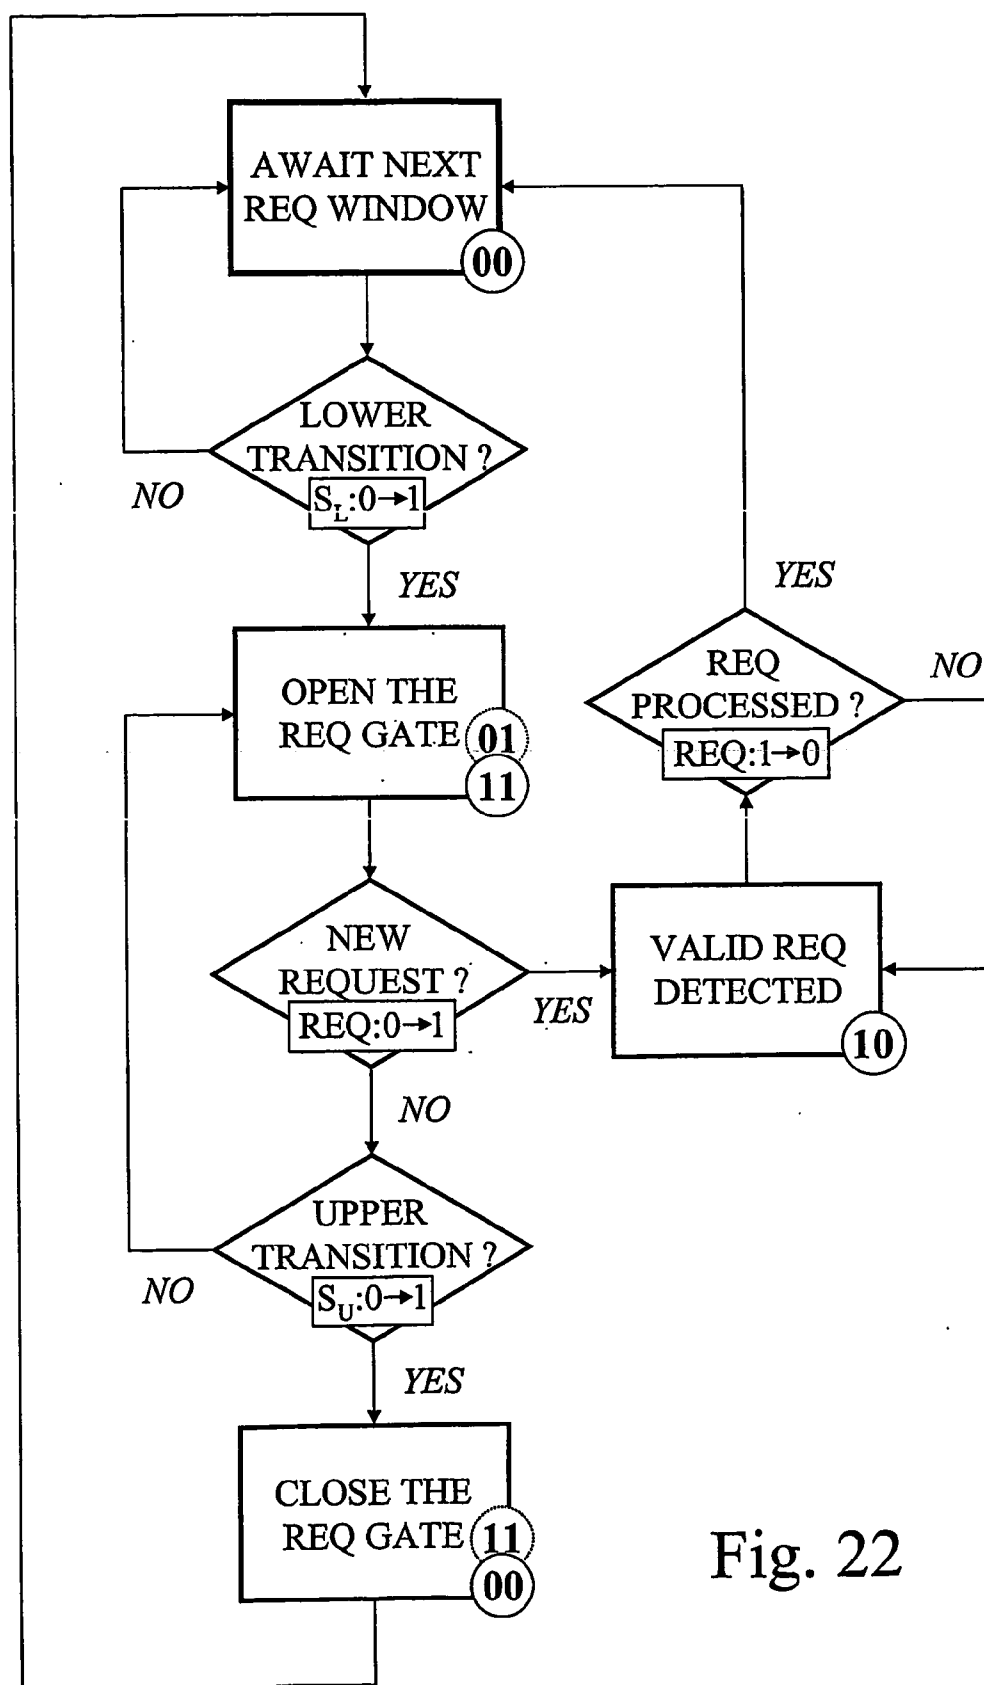 AWAIT NEXT
REQ WINDOW
00
LOWER
TRANSITION ?
S_L:0→1
NO
YES
OPEN THE
REQ GATE
01
11
NEW
REQUEST ?
REQ:0→1
YES
NO
UPPER
TRANSITION ?
S_U:0→1
NO
YES
CLOSE THE
REQ GATE
11
00
YES
REQ
PROCESSED ?
REQ:1→0
NO
VALID REQ
DETECTED
10
Fig. 22